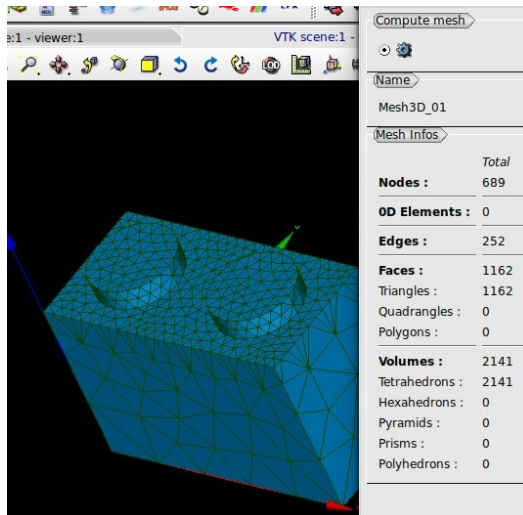 Compute mesh
e:1 - viewer:1
VTK scene:1 -
Name
Mesh3D_01
Mesh Infos
Total
Nodes : 689
0D Elements : 0
Edges : 252
Faces : 1162
Triangles : 1162
Quadrangles : 0
Polygons : 0
Volumes : 2141
Tetrahedrons : 2141
Hexahedrons : 0
Pyramids : 0
Prisms : 0
Polyhedrons : 0